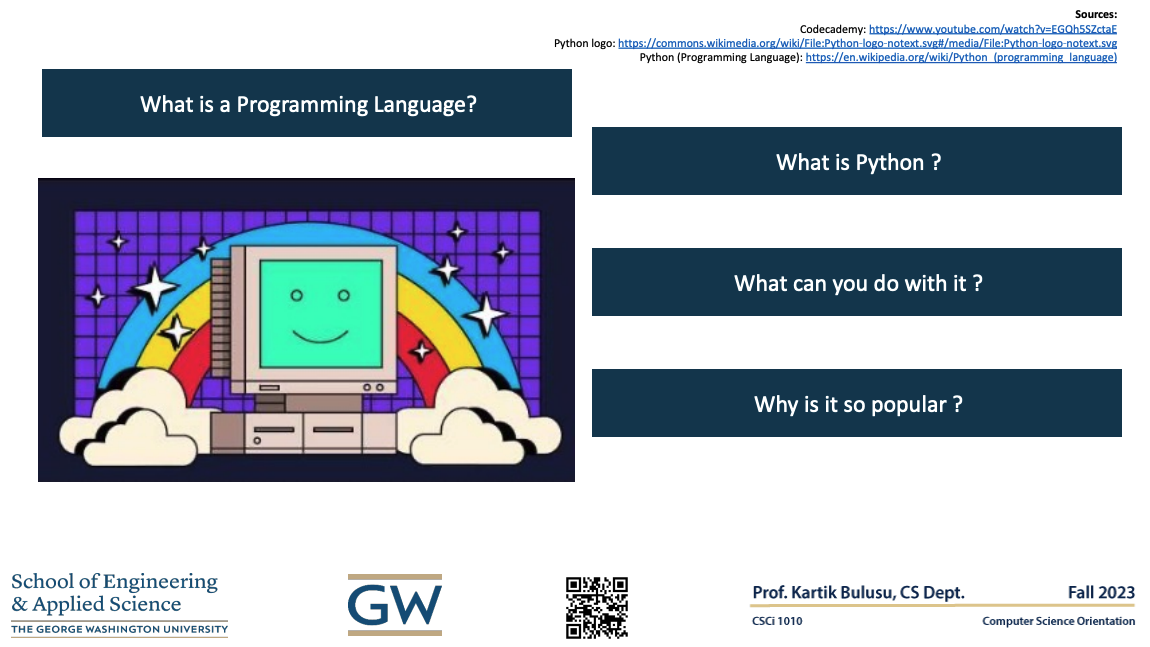 Sources:
Codecademy: https://www.youtube.com/watch?v=EGQh5SZctaE
Python logo: https://commons.wikimedia.org/wiki/File:Python-logo-notext.svg#/media/File:Python-logo-notext.svg
Python (Programming Language): https://en.wikipedia.org/wiki/Python_(programming_language)
What is a Programming Language?
What is Python ?
What can you do with it ?
Why is it so popular ?
School of Engineering
& Applied Science
THE GEORGE WASHINGTON UNIVERSITY
GW
Prof. Kartik Bulusu, CS Dept.
Fall 2023
CSCi 1010
Computer Science Orientation